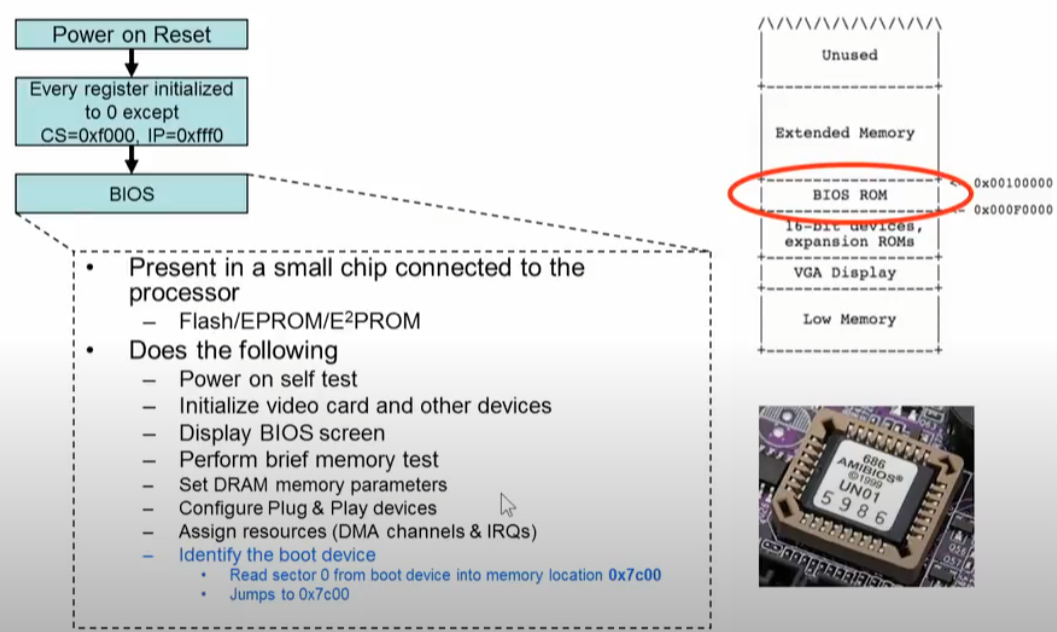 Power on Reset
Every register initialized
to 0 except
CS=0xf000, IP=0xfff0
BIOS
• Present in a small chip connected to the
processor
– Flash/EPROM/E²PROM
• Does the following
– Power on self test
– Initialize video card and other devices
– Display BIOS screen
– Perform brief memory test
– Set DRAM memory parameters
– Configure Plug & Play devices
– Assign resources (DMA channels & IRQs)
– Identify the boot device
• Read sector 0 from boot device into memory location 0x7c00
• Jumps to 0x7c00
/\/\/\/\/\/\/\/\/\/\
Unused
Extended Memory
<- 0x00100000
BIOS ROM
<- 0x000F0000
16-bit devices,
expansion ROMs
VGA Display
Low Memory
686
AMIBIOS®
©1999
UN01
5986